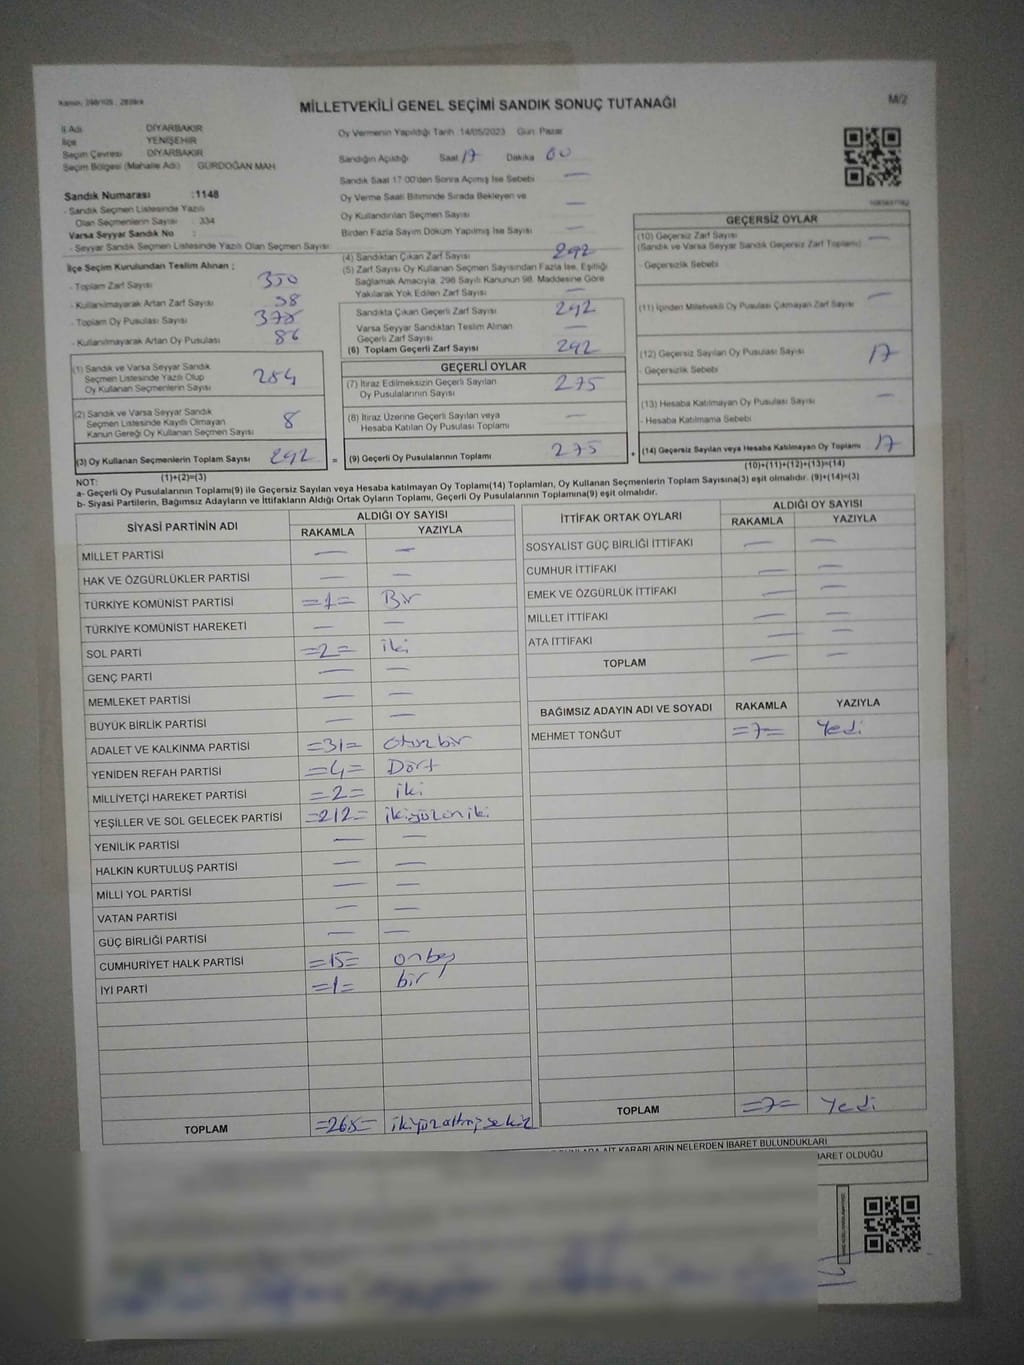 MİLLETVEKİLİ GENEL SEÇİMİ SANDIK SONUÇ TUTANAĞI
M/2
İl Adı DİYARBAKIR
İlçe YENİŞEHİR
Seçim Çevresi DİYARBAKIR
Seçim Bölgesi (Mahalle Adı) GÜRDOĞAN MAH
Sandık Numarası :1148
- Sandık Seçmen Listesinde Yazılı
Olan Seçmenlerin Sayısı : 334
Varsa Seyyar Sandık No :
- Seyyar Sandık Seçmen Listesinde Yazılı Olan Seçmen Sayısı:
Oy Vermenin Yapıldığı Tarih :14/05/2023 Gün: Pazar
Sandığın Açıldığı Saat 17 Dakika 00
Sandık Saat 17:00'den Sonra Açılmış İse Sebebi —
Oy Verme Saati Bitiminde Sırada Bekleyen ve
Oy Kullandırılan Seçmen Sayısı —
Birden Fazla Sayım Döküm Yapılmış İse Sayısı —
İlçe Seçim Kurulundan Teslim Alınan ;
- Toplam Zarf Sayısı 350
- Kullanılmayarak Artan Zarf Sayısı 58
- Toplam Oy Pusulası Sayısı
- Kullanılmayarak Artan Oy Pusulası 86
(4) Sandıktan Çıkan Zarf Sayısı 292
(5) Zarf Sayısı Oy Kullanan Seçmen Sayısından Fazla İse, Eşitliği
Sağlamak Amacıyla, 298 Sayılı Kanunun 98. Maddesine Göre
Yakılarak Yok Edilen Zarf Sayısı —
Sandıkta Çıkan Geçerli Zarf Sayısı 292
Varsa Seyyar Sandıktan Teslim Alınan
Geçerli Zarf Sayısı —
(6) Toplam Geçerli Zarf Sayısı 292
GEÇERSİZ OYLAR
(10) Geçersiz Zarf Sayısı —
(Sandık ve Varsa Seyyar Sandık Geçersiz Zarf Toplamı)
- Geçersizlik Sebebi
(11) İçinden Milletvekili Oy Pusulası Çıkmayan Zarf Sayısı —
(12) Geçersiz Sayılan Oy Pusulası Sayısı 17
- Geçersizlik Sebebi
(13) Hesaba Katılmayan Oy Pusulası Sayısı —
- Hesaba Katılmama Sebebi
(14) Geçersiz Sayılan veya Hesaba Katılmayan Oy Toplamı 17
(10)+(11)+(12)+(13)=(14)
(1) Sandık ve Varsa Seyyar Sandık
Seçmen Listesinde Yazılı Olup
Oy Kullanan Seçmenlerin Sayısı 284
(2) Sandık ve Varsa Seyyar Sandık
Seçmen Listesinde Kayıtlı Olmayan
Kanun Gereği Oy Kullanan Seçmen Sayısı 8
(3) Oy Kullanan Seçmenlerin Toplam Sayısı 292 =
(1)+(2)=(3)
GEÇERLİ OYLAR
(7) İtiraz Edilmeksizin Geçerli Sayılan
Oy Pusulalarının Sayısı 275
(8) İtiraz Üzerine Geçerli Sayılan veya
Hesaba Katılan Oy Pusulası Toplamı —
(9) Geçerli Oy Pusulalarının Toplamı 275 +
NOT:
a- Geçerli Oy Pusulalarının Toplamı(9) ile Geçersiz Sayılan veya Hesaba katılmayan Oy Toplamı(14) Toplamları, Oy Kullanan Seçmenlerin Toplam Sayısına(3) eşit olmalıdır. (9)+(14)=(3)
b- Siyasi Partilerin, Bağımsız Adayların ve İttifakların Aldığı Ortak Oyların Toplamı, Geçerli Oy Pusulalarının Toplamına(9) eşit olmalıdır.
SİYASİ PARTİNİN ADI ALDIĞI OY SAYISI
RAKAMLA YAZIYLA
MİLLET PARTİSİ — —
HAK VE ÖZGÜRLÜKLER PARTİSİ — —
TÜRKİYE KOMÜNİST PARTİSİ =1= Bir
TÜRKİYE KOMÜNİST HAREKETİ — —
SOL PARTİ =2= iki
GENÇ PARTİ — —
MEMLEKET PARTİSİ — —
BÜYÜK BİRLİK PARTİSİ — —
ADALET VE KALKINMA PARTİSİ =31= otuzbir
YENİDEN REFAH PARTİSİ =4= Dört
MİLLİYETÇİ HAREKET PARTİSİ =2= iki
YEŞİLLER VE SOL GELECEK PARTİSİ =212= ikiyüzoniki
YENİLİK PARTİSİ — —
HALKIN KURTULUŞ PARTİSİ — —
MİLLİ YOL PARTİSİ — —
VATAN PARTİSİ — —
GÜÇ BİRLİĞİ PARTİSİ — —
CUMHURİYET HALK PARTİSİ =15= onbeş
İYİ PARTİ =1= bir
TOPLAM =268= ikiyüzaltmışsekiz
İTTİFAK ORTAK OYLARI ALDIĞI OY SAYISI
RAKAMLA YAZIYLA
SOSYALİST GÜÇ BİRLİĞİ İTTİFAKI — —
CUMHUR İTTİFAKI — —
EMEK VE ÖZGÜRLÜK İTTİFAKI — —
MİLLET İTTİFAKI — —
ATA İTTİFAKI — —
TOPLAM — —
BAĞIMSIZ ADAYIN ADI VE SOYADI RAKAMLA YAZIYLA
MEHMET TONĞUT =7= Yedi
TOPLAM =7= Yedi
AİT KARARLARIN NELERDEN İBARET BULUNDUKLARI
İBARET OLDUĞU